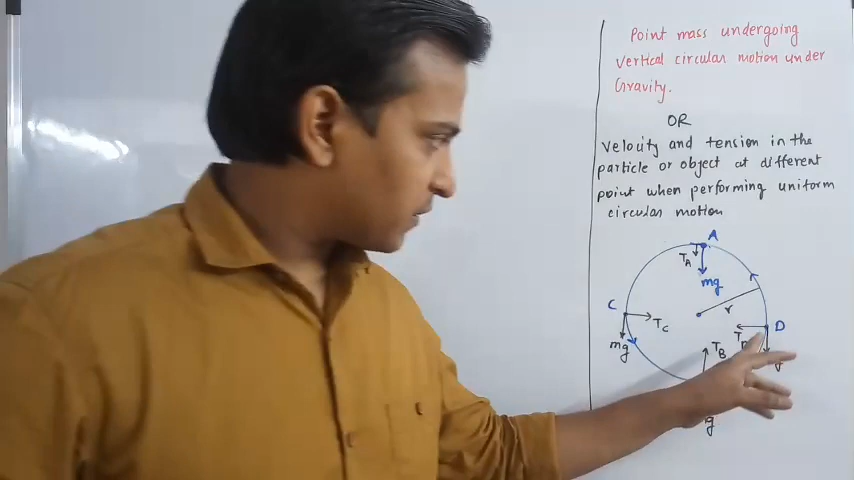 Point mass undergoing
vertical circular motion under
Gravity.
OR
Velocity and tension in the
particle or object at different
point when performing uniform
circular motion
A
TA
mg
C
r
TC
D
mg
TB
g